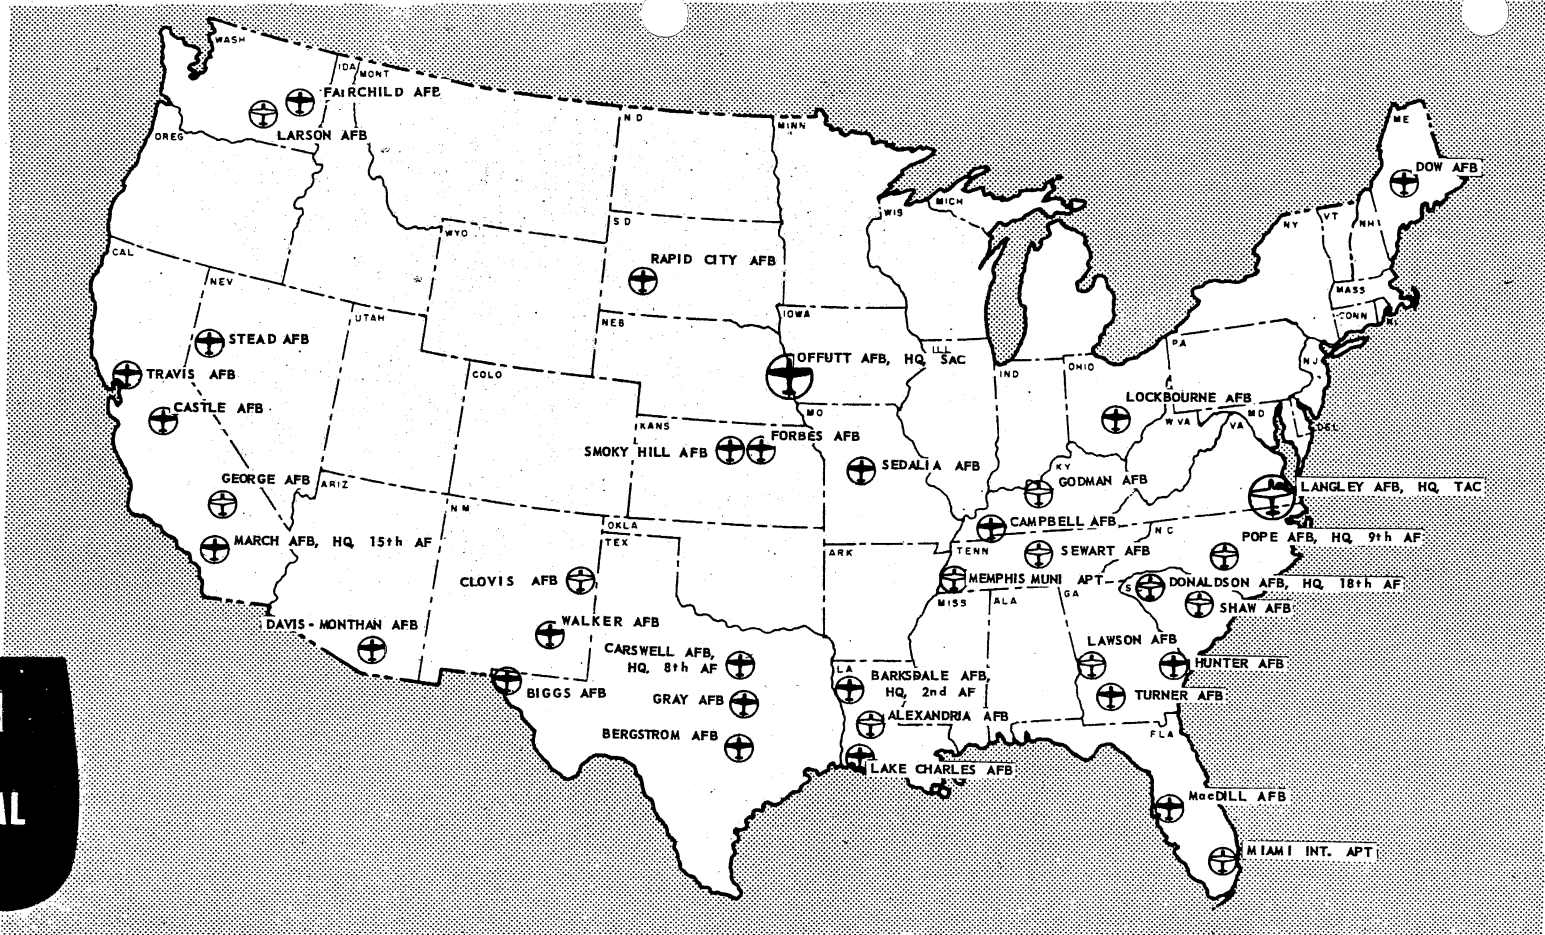 WASH
IDA
MONT
FAIRCHILD AFB
LARSON AFB
OREG
ND
MINN
ME
DOW AFB
MICH
WIS
VT
NH
NY
SD
WYO
CAL
NEV
RAPID CITY AFB
MASS
CONN
RI
UTAH
NEB
IOWA
STEAD AFB
TRAVIS AFB
CASTLE AFB
COLO
OFFUTT AFB, HQ, SAC
ILL
IND
OHIO
PA
NJ
LOCKBOURNE AFB
MO
W VA
VA
MD
DEL
KANS
SMOKY HILL AFB
FORBES AFB
SEDALIA AFB
KY
GODMAN AFB
LANGLEY AFB, HQ, TAC
GEORGE AFB
ARIZ
NM
OKLA
TEX
CAMPBELL AFB
NC
POPE AFB, HQ, 9th AF
MARCH AFB, HQ, 15th AF
ARK
TENN
SEWART AFB
CLOVIS AFB
MEMPHIS MUNI APT
DONALDSON AFB, HQ, 18th AF
MISS
ALA
GA
S
SHAW AFB
DAVIS-MONTHAN AFB
WALKER AFB
CARSWELL AFB,
HQ, 8th AF
LAWSON AFB
HUNTER AFB
LA
BARKSDALE AFB,
HQ, 2nd AF
BIGGS AFB
GRAY AFB
TURNER AFB
ALEXANDRIA AFB
BERGSTROM AFB
FLA
LAKE CHARLES AFB
MacDILL AFB
AL
MIAMI INT. APT